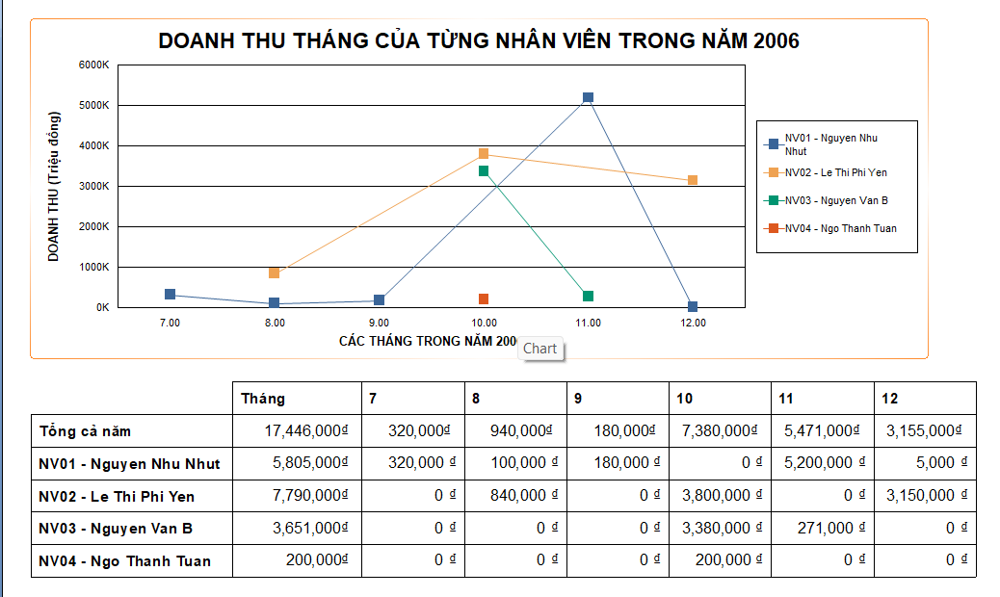 DOANH THU THÁNG CỦA TỪNG NHÂN VIÊN TRONG NĂM 2006
6000K
5000K
4000K
3000K
2000K
1000K
0K
DOANH THU (Triệu đồng)
7.00 8.00 9.00 10.00 11.00 12.00
CÁC THÁNG TRONG NĂM 200
Chart
NV01 - Nguyen Nhu
Nhut
NV02 - Le Thi Phi Yen
NV03 - Nguyen Van B
NV04 - Ngo Thanh Tuan
Tháng 7 8 9 10 11 12
Tổng cả năm 17,446,000₫ 320,000₫ 940,000₫ 180,000₫ 7,380,000₫ 5,471,000₫ 3,155,000₫
NV01 - Nguyen Nhu Nhut 5,805,000₫ 320,000 ₫ 100,000 ₫ 180,000 ₫ 0 ₫ 5,200,000 ₫ 5,000 ₫
NV02 - Le Thi Phi Yen 7,790,000₫ 0 ₫ 840,000 ₫ 0 ₫ 3,800,000 ₫ 0 ₫ 3,150,000 ₫
NV03 - Nguyen Van B 3,651,000₫ 0 ₫ 0 ₫ 0 ₫ 3,380,000 ₫ 271,000 ₫ 0 ₫
NV04 - Ngo Thanh Tuan 200,000₫ 0 ₫ 0 ₫ 0 ₫ 200,000 ₫ 0 ₫ 0 ₫